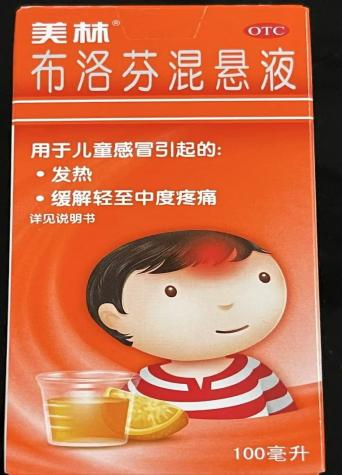 美林®
OTC
布洛芬混悬液
用于儿童感冒引起的:
• 发热
• 缓解轻至中度疼痛
详见说明书
100毫升